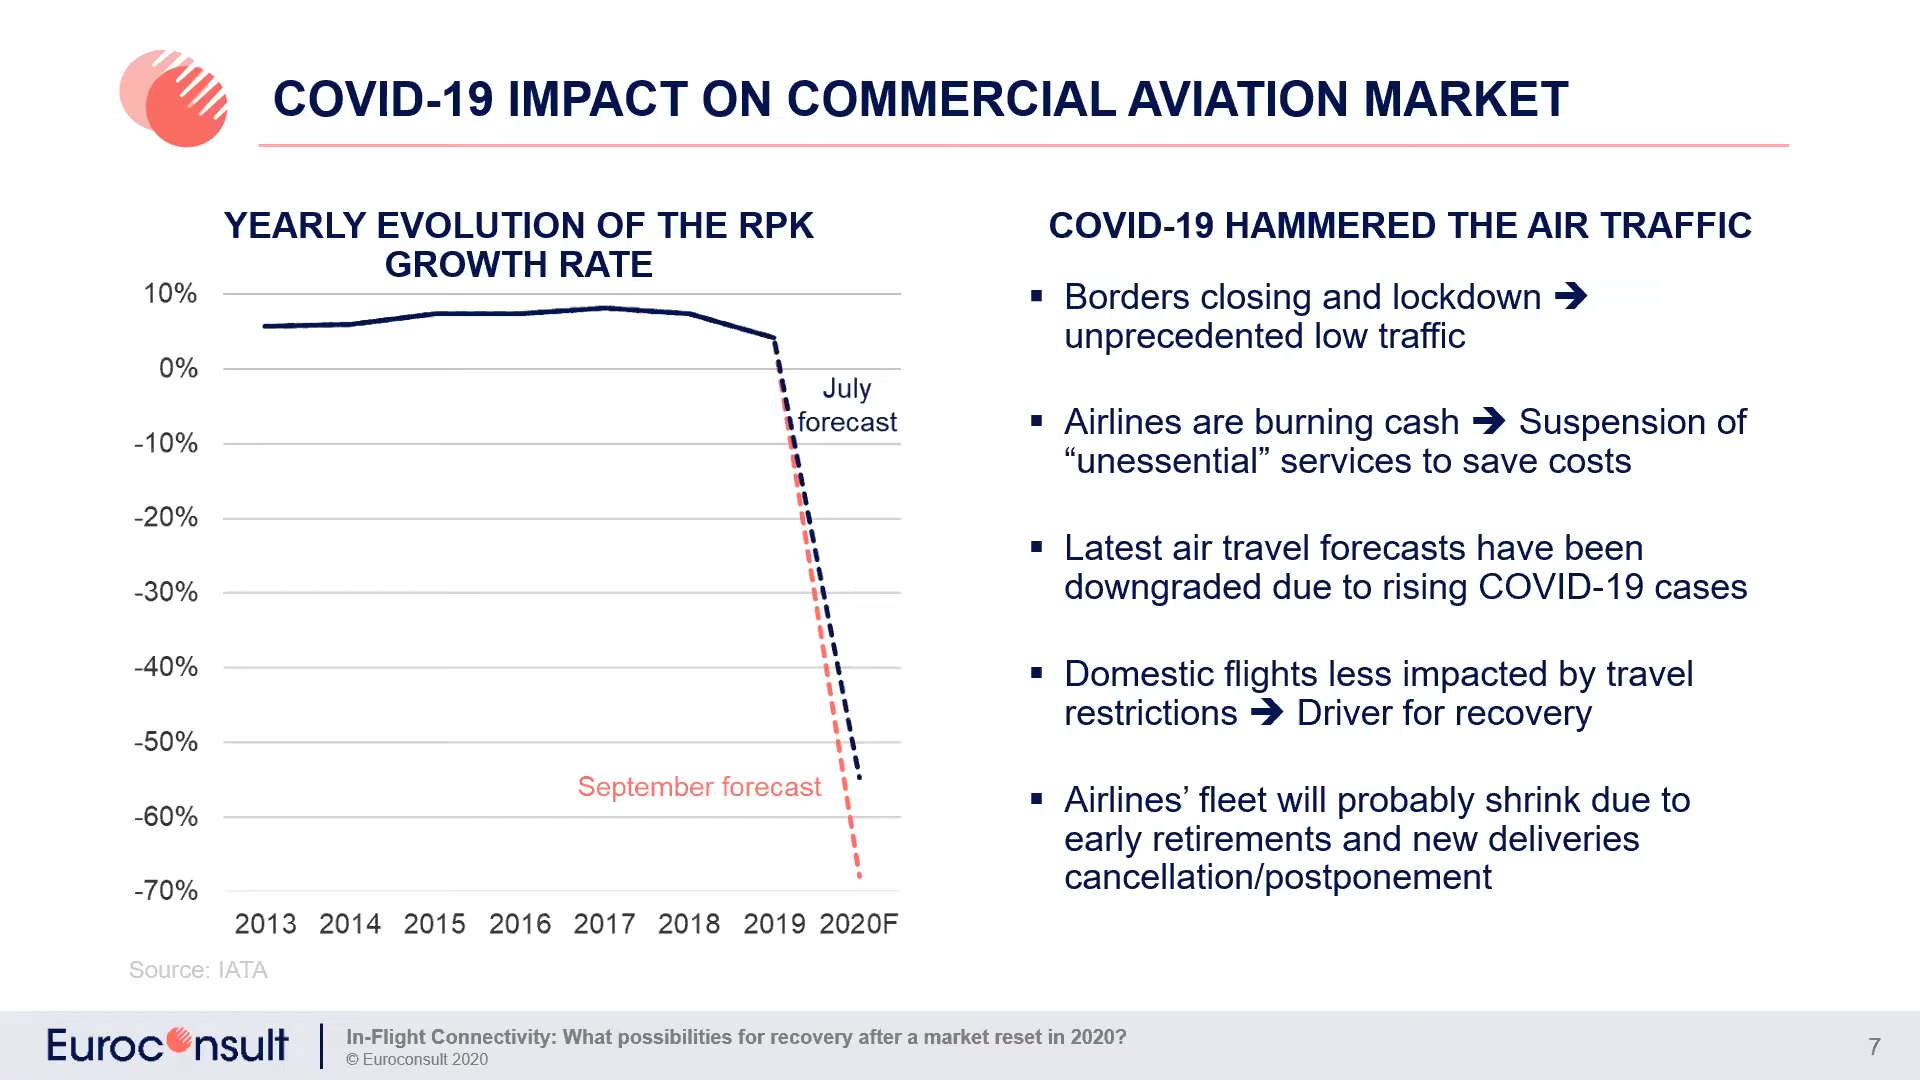 COVID-19 IMPACT ON COMMERCIAL AVIATION MARKET
YEARLY EVOLUTION OF THE RPK
GROWTH RATE
10%
0%
-10%
-20%
-30%
-40%
-50%
-60%
-70%
July
forecast
September forecast
2013 2014 2015 2016 2017 2018 2019 2020F
Source: IATA
COVID-19 HAMMERED THE AIR TRAFFIC
▪ Borders closing and lockdown ➔
unprecedented low traffic
▪ Airlines are burning cash ➔ Suspension of
“unessential” services to save costs
▪ Latest air travel forecasts have been
downgraded due to rising COVID-19 cases
▪ Domestic flights less impacted by travel
restrictions ➔ Driver for recovery
▪ Airlines’ fleet will probably shrink due to
early retirements and new deliveries
cancellation/postponement
Euroconsult
In-Flight Connectivity: What possibilities for recovery after a market reset in 2020?
© Euroconsult 2020
7